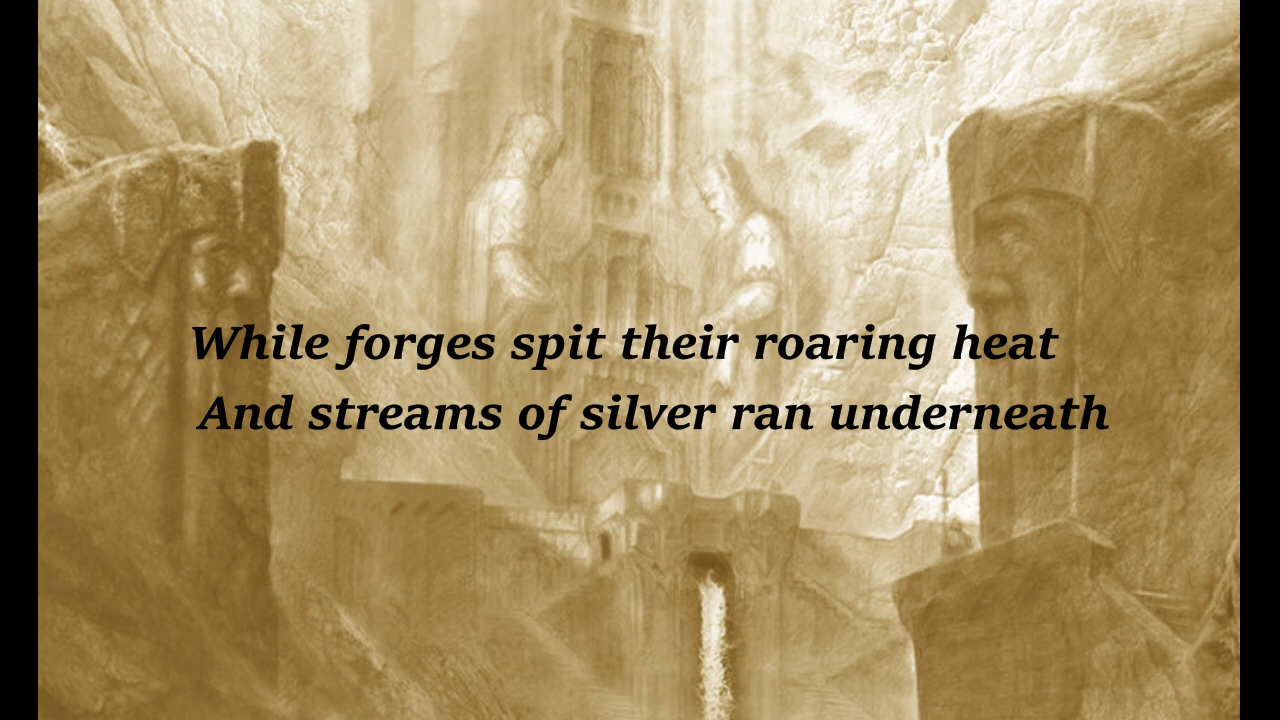 While forges spit their roaring heat
And streams of silver ran underneath